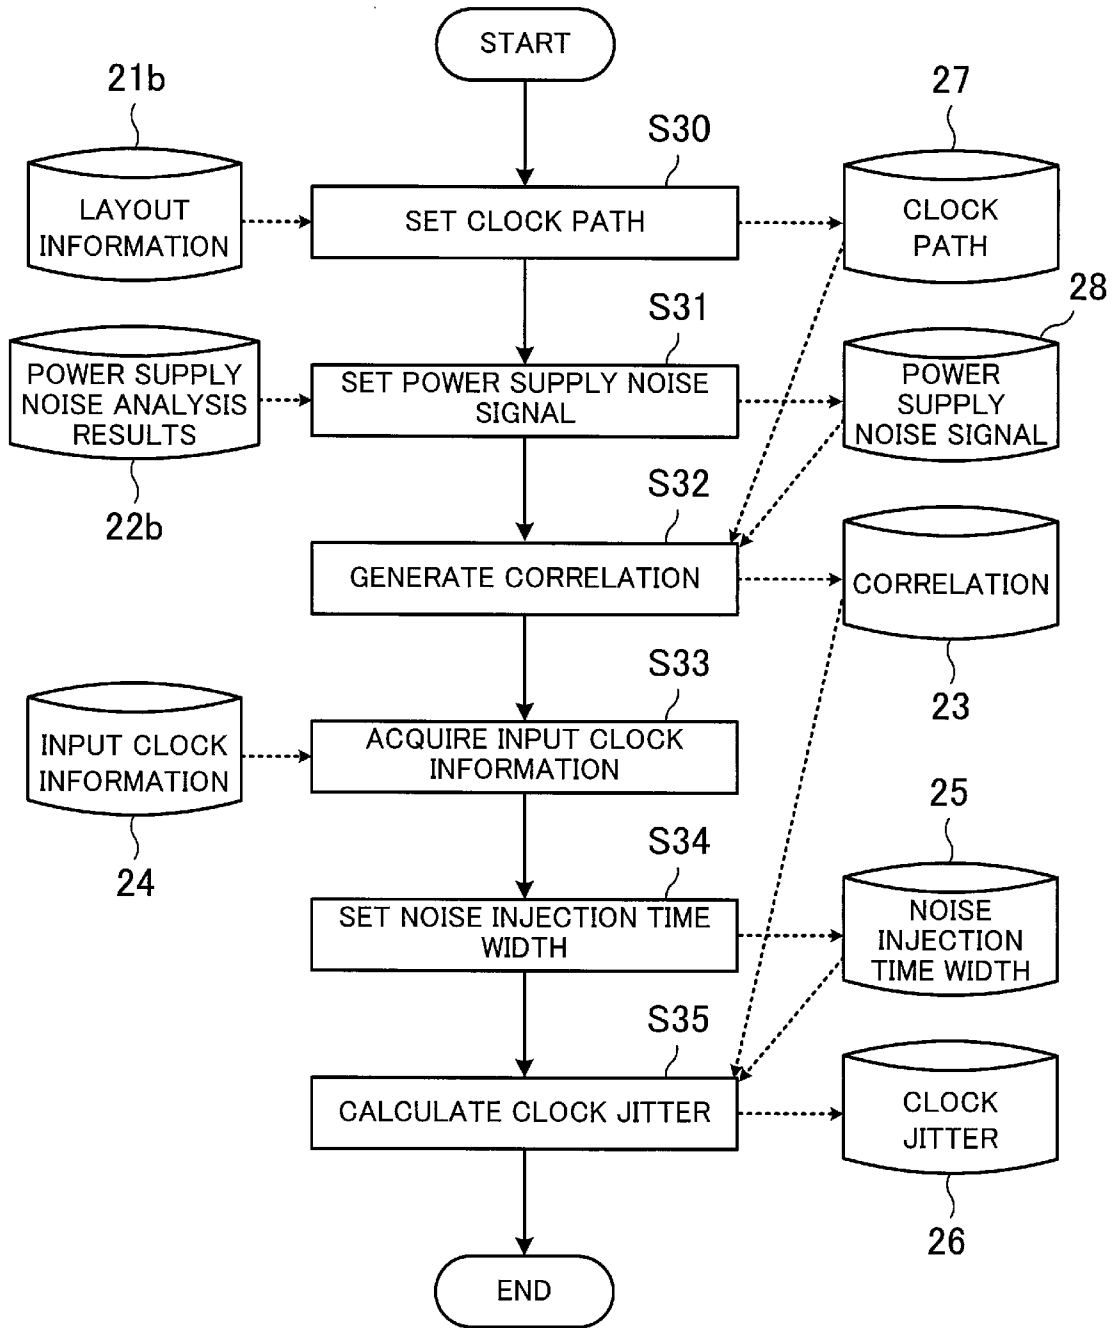 START
21b
27
S30
LAYOUT
INFORMATION
SET CLOCK PATH
CLOCK
PATH
28
S31
POWER SUPPLY
NOISE ANALYSIS
RESULTS
SET POWER SUPPLY NOISE
SIGNAL
POWER
SUPPLY
NOISE SIGNAL
22b
S32
GENERATE CORRELATION
CORRELATION
23
S33
INPUT CLOCK
INFORMATION
ACQUIRE INPUT CLOCK
INFORMATION
24
25
S34
SET NOISE INJECTION TIME
WIDTH
NOISE
INJECTION
TIME WIDTH
S35
CALCULATE CLOCK JITTER
CLOCK
JITTER
26
END